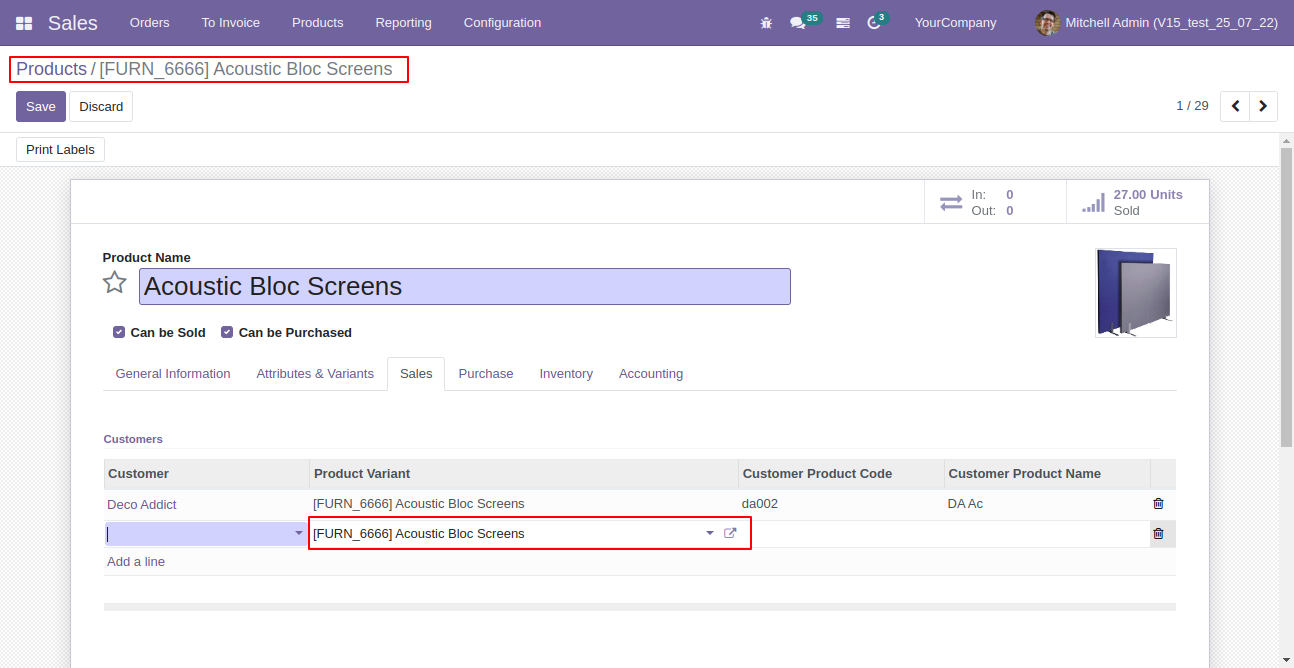 Sales Orders To Invoice Products Reporting Configuration 35 3 YourCompany Mitchell Admin (V15_test_25_07_22)
Products / [FURN_6666] Acoustic Bloc Screens
Save Discard 1 / 29
Print Labels
In: 0 27.00 Units
Out: 0 Sold
Product Name
Acoustic Bloc Screens
Can be Sold Can be Purchased
General Information Attributes & Variants Sales Purchase Inventory Accounting
Customers
Customer Product Variant Customer Product Code Customer Product Name
Deco Addict [FURN_6666] Acoustic Bloc Screens da002 DA Ac
[FURN_6666] Acoustic Bloc Screens
Add a line